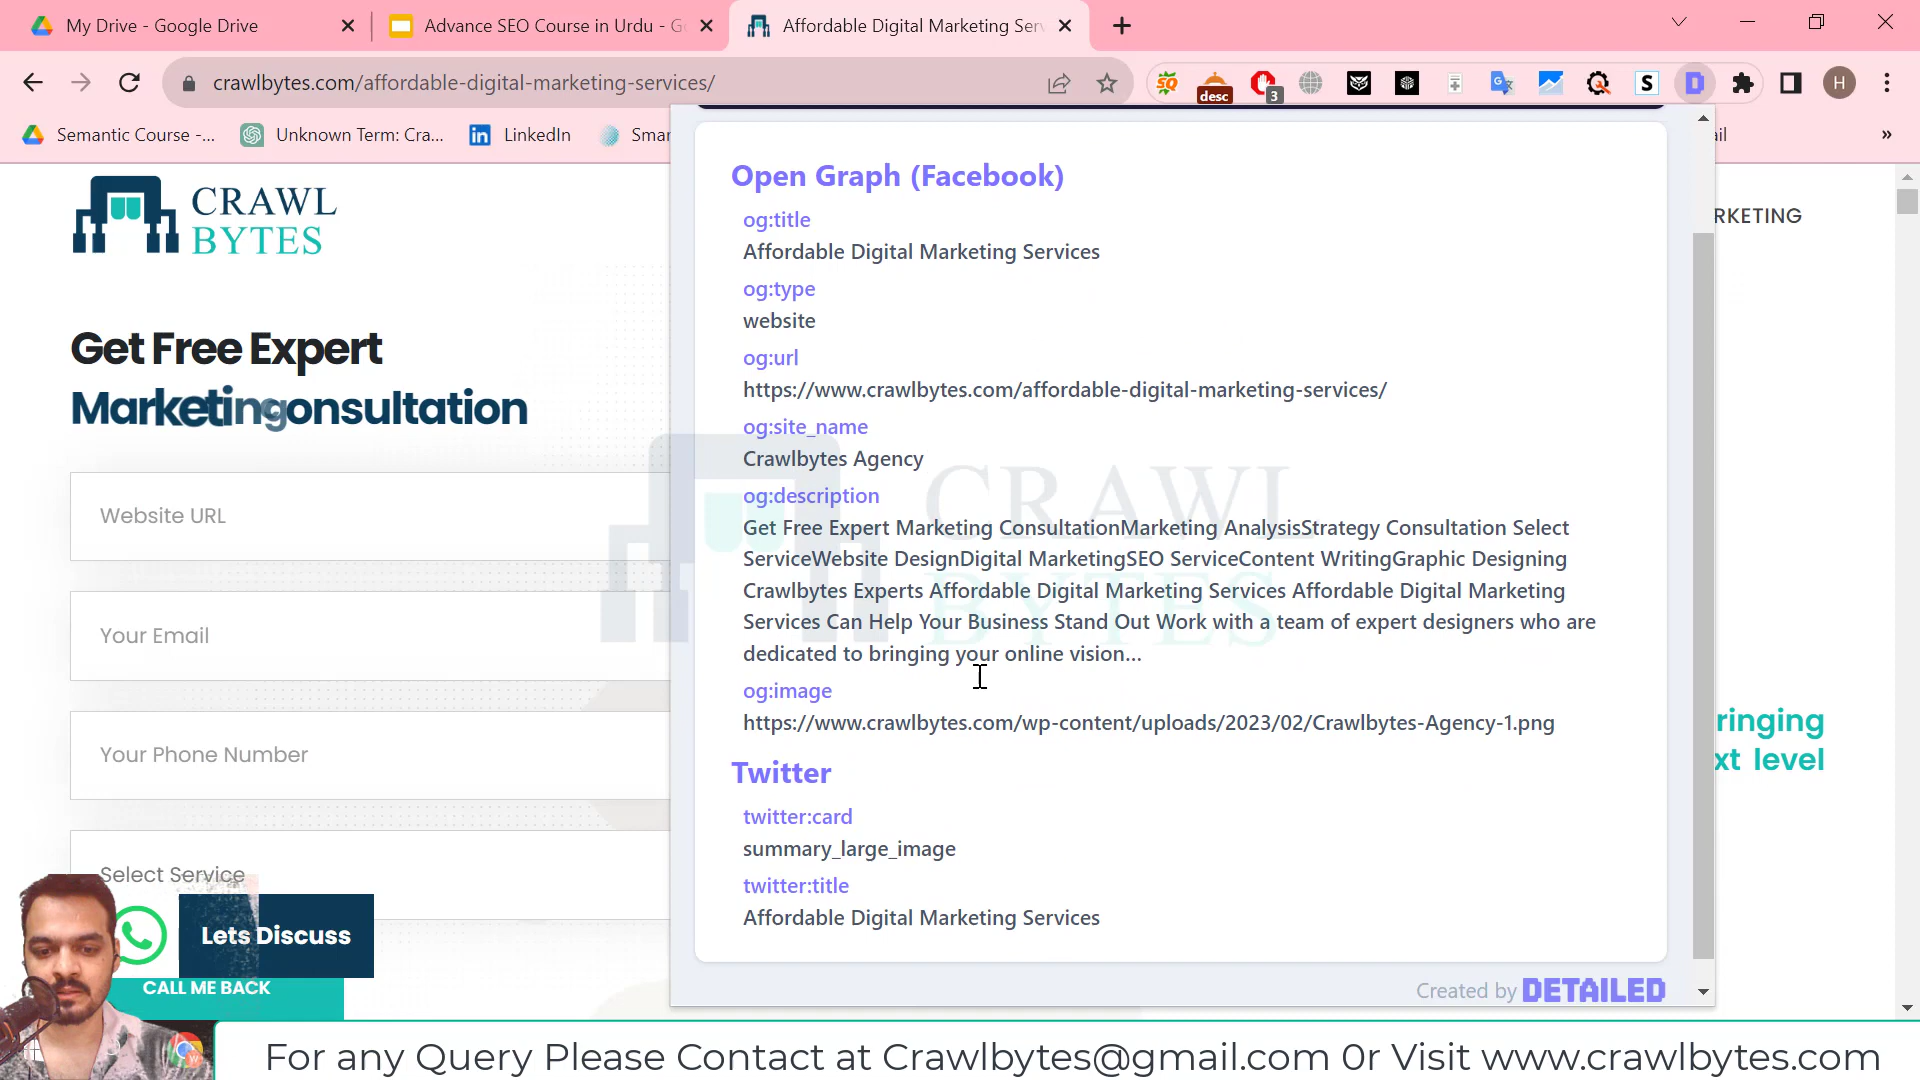 My Drive - Google Drive
Advance SEO Course in Urdu - G
Affordable Digital Marketing Ser
crawlbytes.com/affordable-digital-marketing-services/
desc
3
S
D
H
Semantic Course -...
Unknown Term: Cra...
LinkedIn
Smar
ail
»
CRAWL
BYTES
RKETING
Get Free Expert
Marketingonsultation
Website URL
Your Email
Your Phone Number
Select Service
Lets Discuss
CALL ME BACK
Open Graph (Facebook)
og:title
Affordable Digital Marketing Services
og:type
website
og:url
https://www.crawlbytes.com/affordable-digital-marketing-services/
og:site_name
Crawlbytes Agency
og:description
Get Free Expert Marketing ConsultationMarketing AnalysisStrategy Consultation Select
ServiceWebsite DesignDigital MarketingSEO ServiceContent WritingGraphic Designing
Crawlbytes Experts Affordable Digital Marketing Services Affordable Digital Marketing
Services Can Help Your Business Stand Out Work with a team of expert designers who are
dedicated to bringing your online vision...
og:image
https://www.crawlbytes.com/wp-content/uploads/2023/02/Crawlbytes-Agency-1.png
Twitter
twitter:card
summary_large_image
twitter:title
Affordable Digital Marketing Services
Created by DETAILED
CRAWL
BYTES
ringing
xt level
For any Query Please Contact at Crawlbytes@gmail.com 0r Visit www.crawlbytes.com